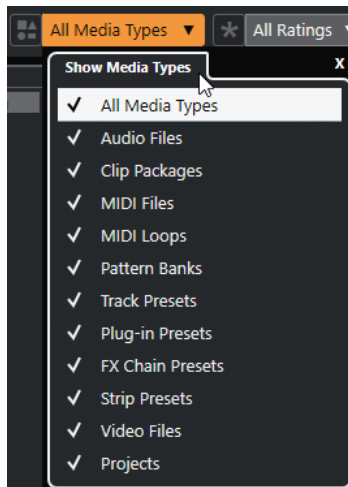 All Media Types ▼ All Ratings
Show Media Types X
✓ All Media Types
✓ Audio Files
✓ Clip Packages
✓ MIDI Files
✓ MIDI Loops
✓ Pattern Banks
✓ Track Presets
✓ Plug-in Presets
✓ FX Chain Presets
✓ Strip Presets
✓ Video Files
✓ Projects